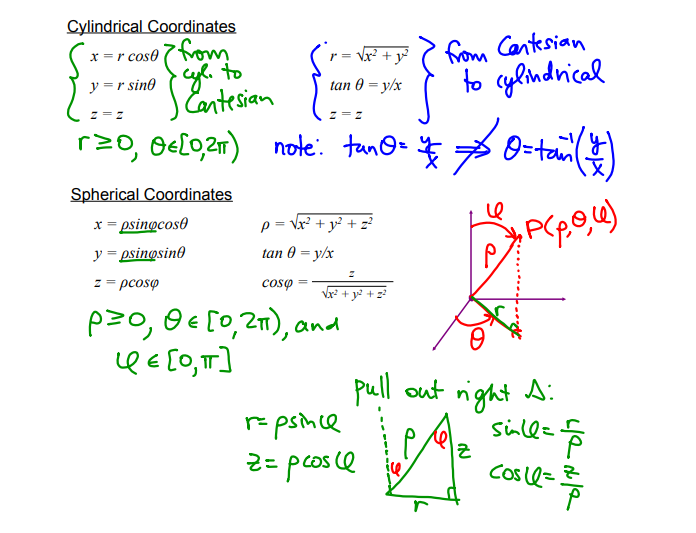 Cylindrical Coordinates
x = r cosθ
y = r sinθ
z = z
from
cyl. to
Cartesian
r = √x² + y²
tan θ = y/x
z = z
from Cartesian
to cylindrical
r≥0, θ∈[0,2π)
note: tanθ= y/x ⇏ θ=tan⁻¹(y/x)
Spherical Coordinates
x = ρsinφcosθ
y = ρsinφsinθ
z = ρcosφ
ρ = √x² + y² + z²
tan θ = y/x
cosφ = z/√x² + y² + z²
φ
P(ρ,θ,φ)
ρ
r
θ
ρ≥0, θ∈[0,2π), and
φ∈[0,π]
pull out right Δ:
r=ρsinφ
z=ρcosφ
ρ
φ
φ
z
r
sinφ=r/ρ
cosφ=z/ρ